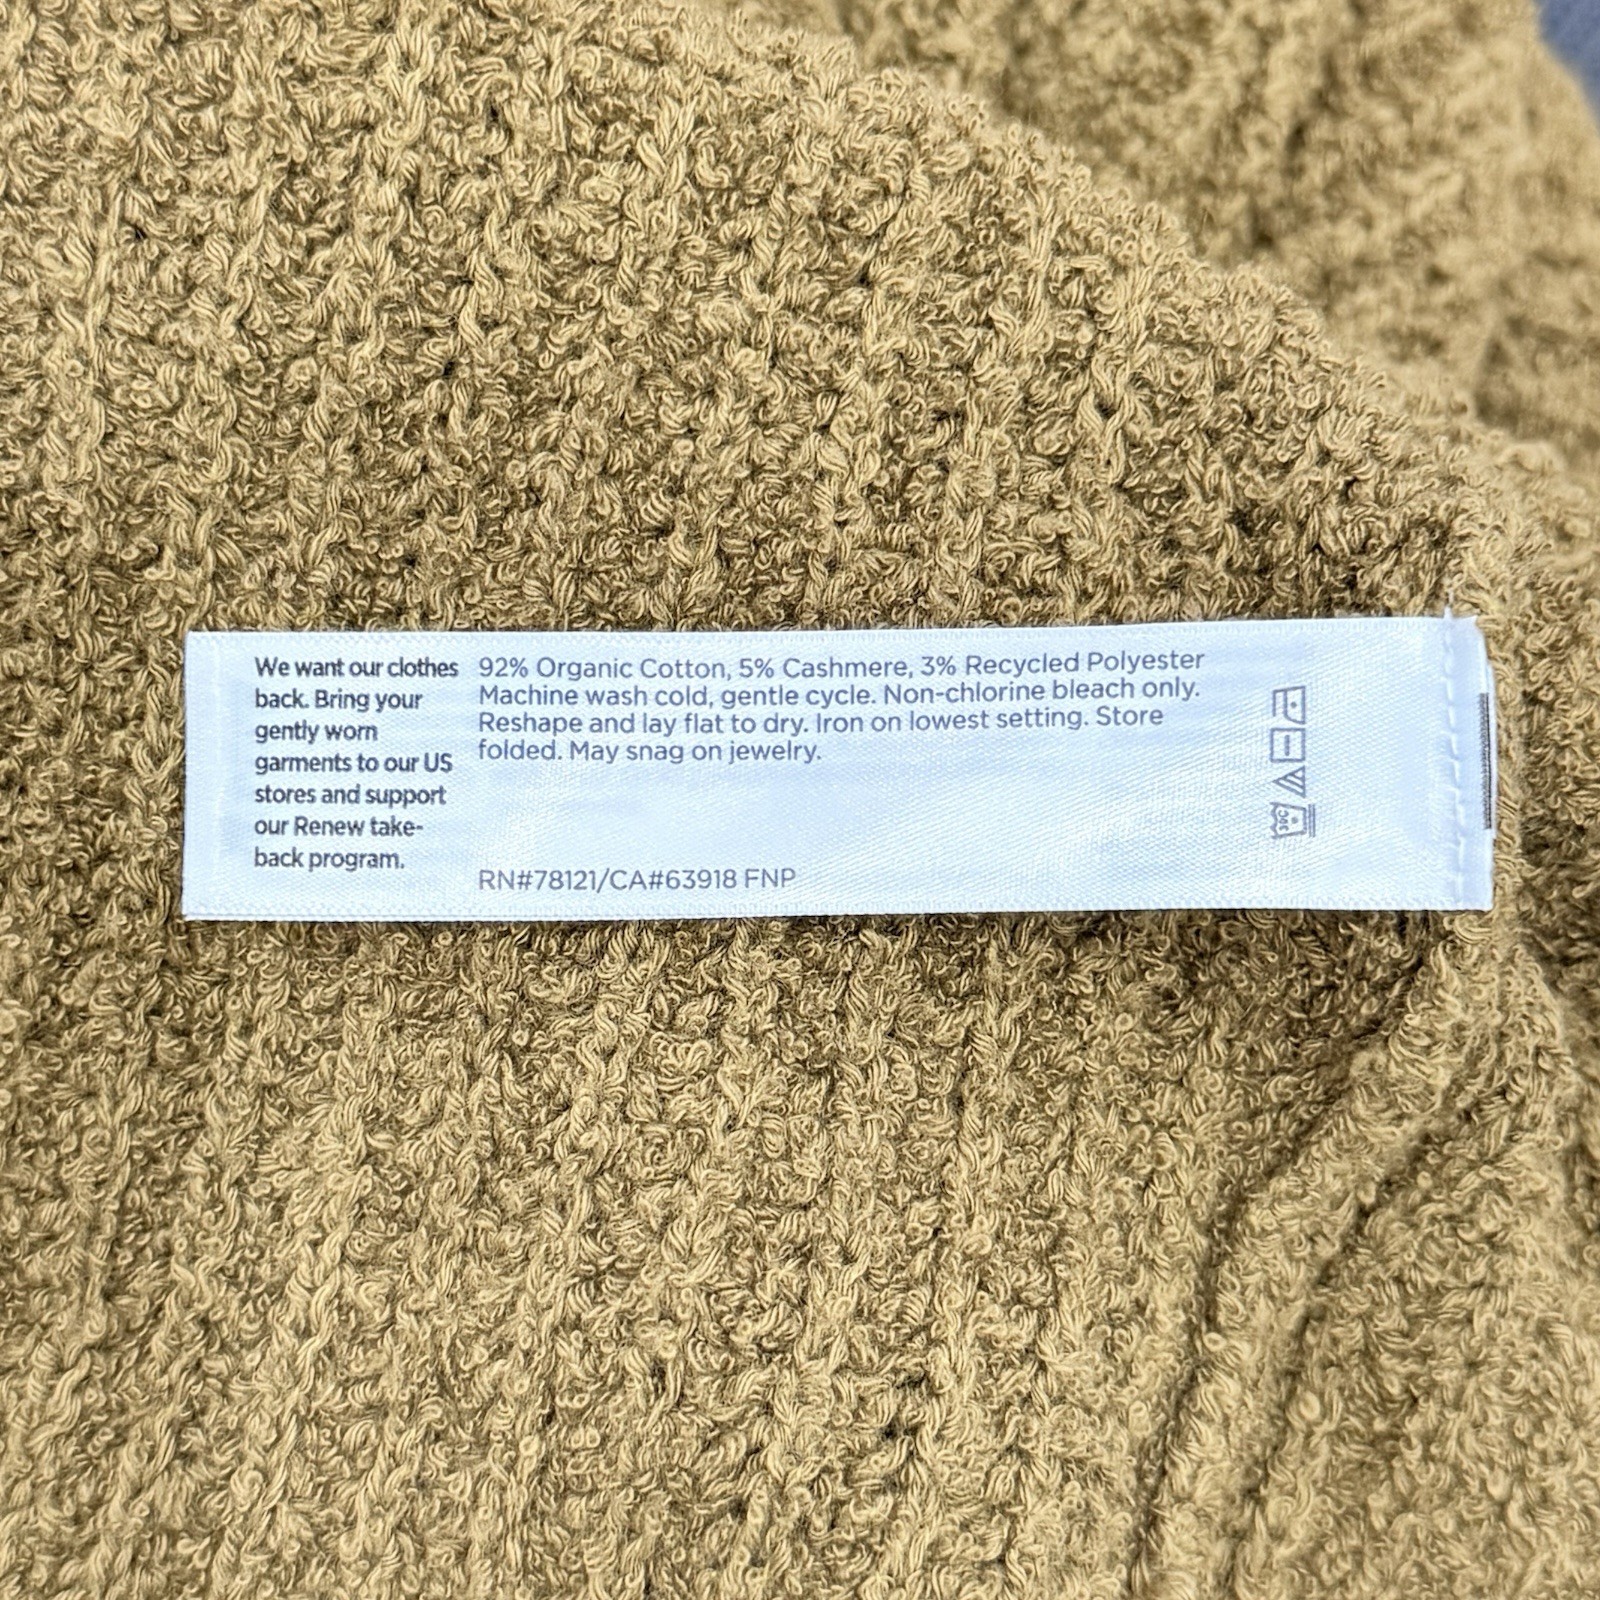 We want our clothes
back. Bring your
gently worn
garments to our US
stores and support
our Renew take-
back program.
92% Organic Cotton, 5% Cashmere, 3% Recycled Polyester
Machine wash cold, gentle cycle. Non-chlorine bleach only.
Reshape and lay flat to dry. Iron on lowest setting. Store
folded. May snag on jewelry.
RN#78121/CA#63918 FNP
30C